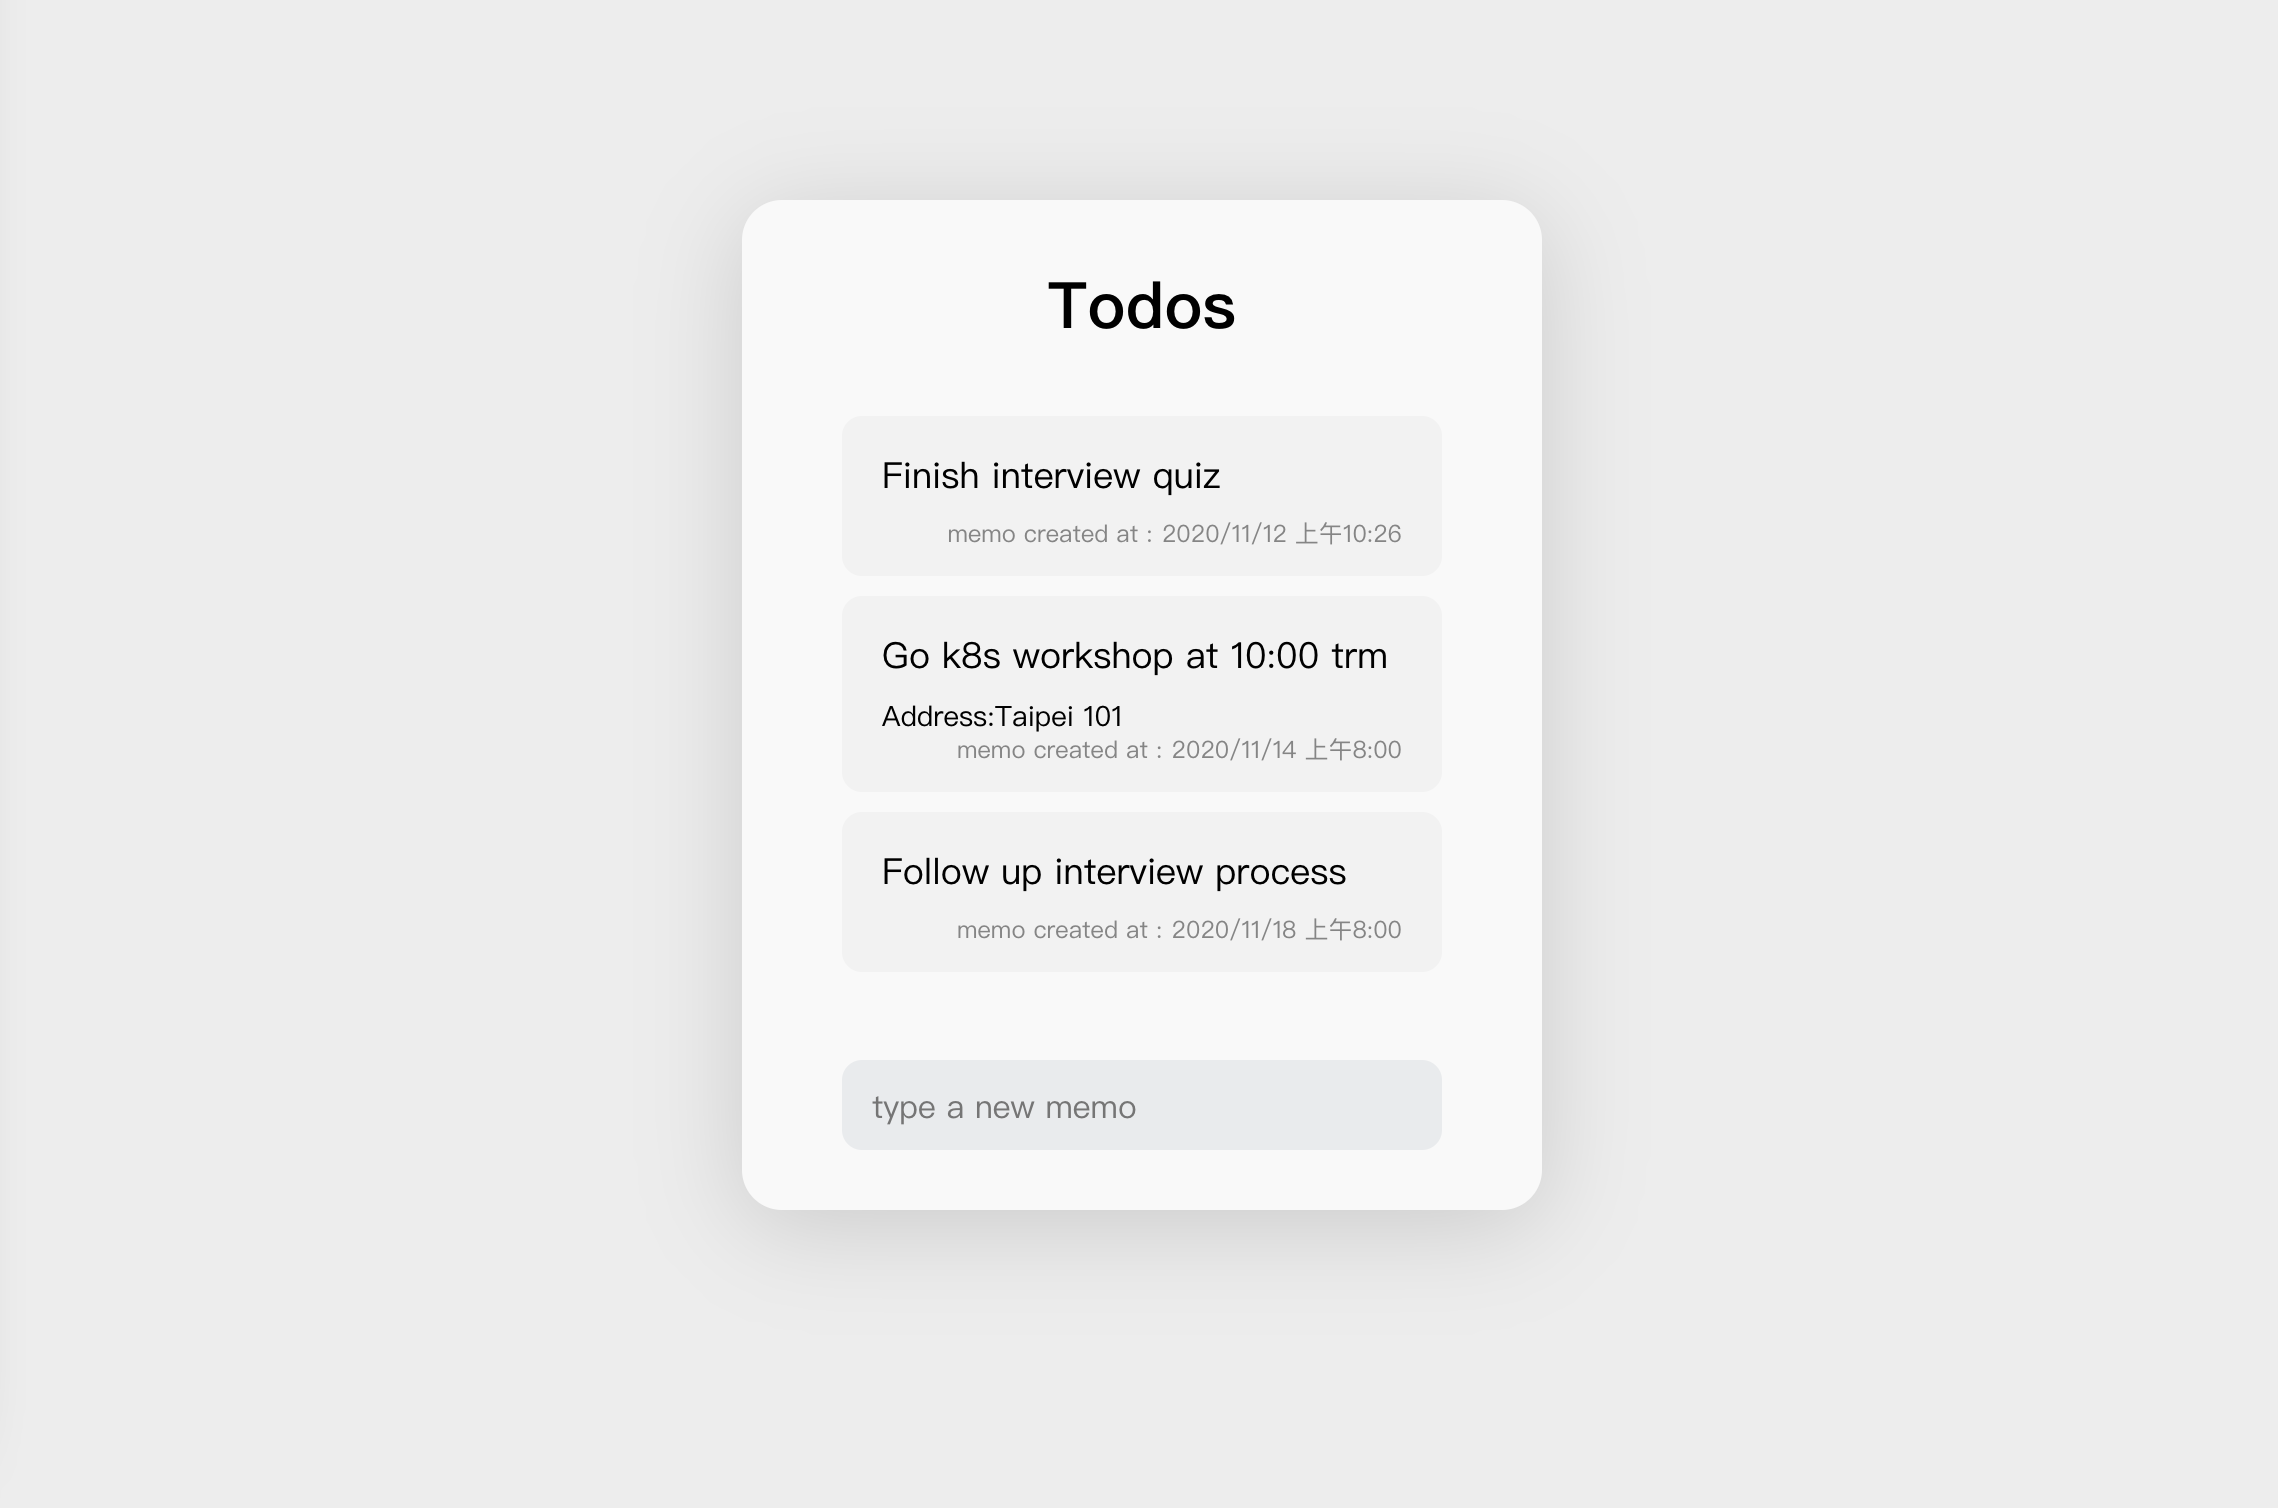 Todos
Finish interview quiz
memo created at : 2020/11/12 上午10:26
Go k8s workshop at 10:00 trm
Address:Taipei 101
memo created at : 2020/11/14 上午8:00
Follow up interview process
memo created at : 2020/11/18 上午8:00
type a new memo